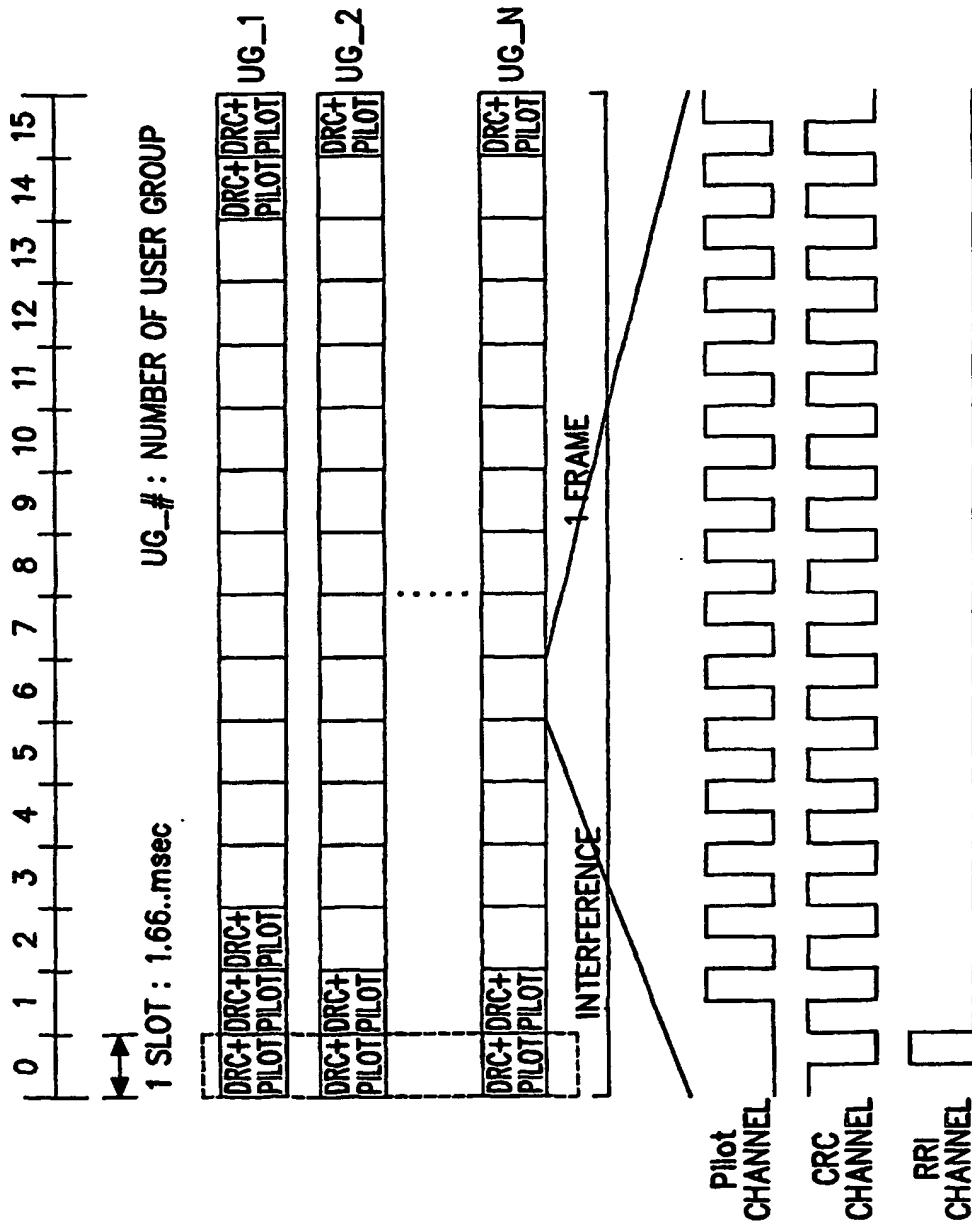 0 1 2 3 4 5 6 7 8 9 10 11 12 13 14 15
1 SLOT : 1.66..msec
UG_# : NUMBER OF USER GROUP
DRC+ DRC+ DRC+ DRC+ DRC+
PILOT PILOT PILOT PILOT PILOT
UG_1
DRC+ DRC+ DRC+
PILOT PILOT PILOT
UG_2
DRC+ DRC+ DRC+
PILOT PILOT PILOT
UG_N
INTERFERENCE
1 FRAME
Pilot
CHANNEL
CRC
CHANNEL
RRI
CHANNEL